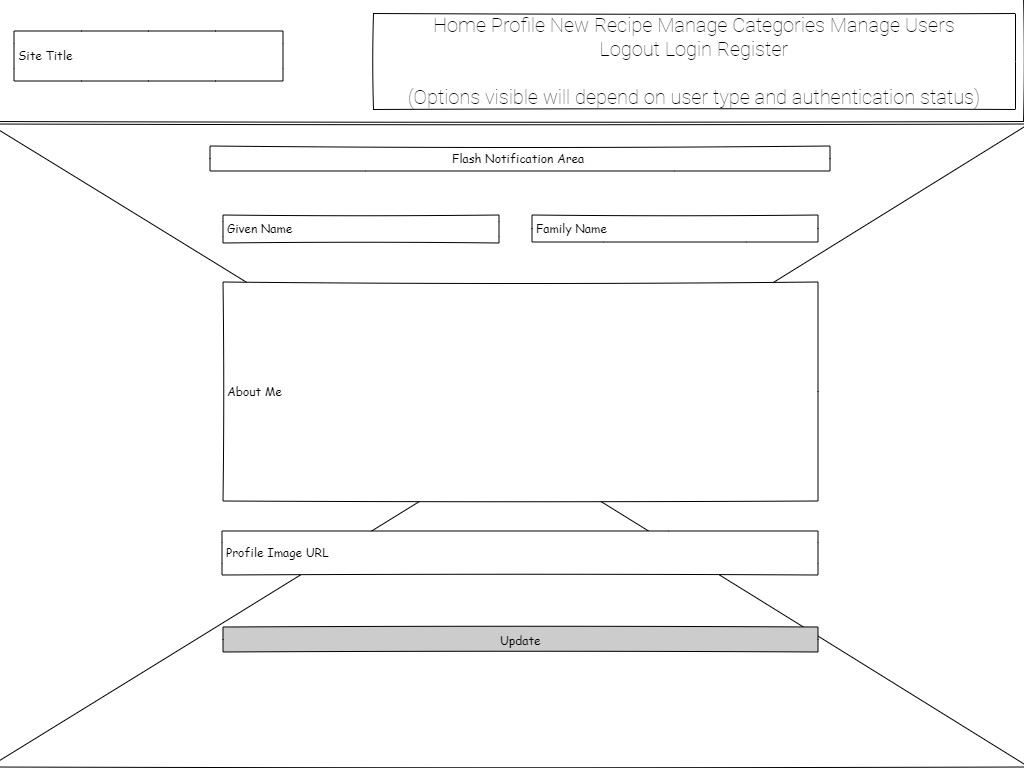 Home Profile New Recipe Manage Categories Manage Users
Logout Login Register
Site Title
(Options visible will depend on user type and authentication status)
Flash Notification Area
Given Name
Family Name
About Me
Profile Image URL
Update